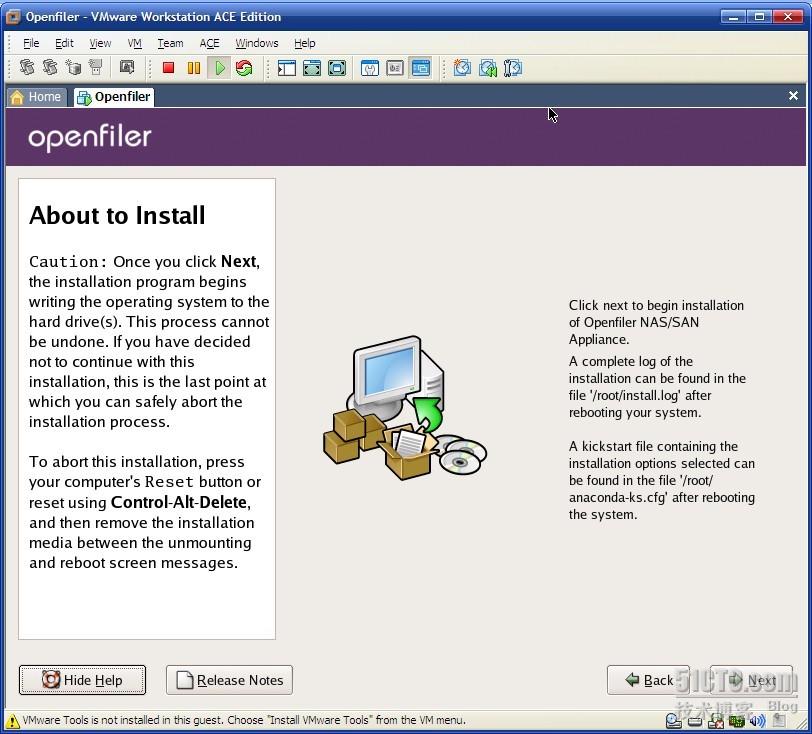 Openfiler - VMware Workstation ACE Edition
File Edit View VM Team ACE Windows Help
Home Openfiler
openfiler
About to Install
Caution: Once you click Next,
the installation program begins
writing the operating system to the
hard drive(s). This process cannot
be undone. If you have decided
not to continue with this
installation, this is the last point at
which you can safely abort the
installation process.
To abort this installation, press
your computer's Reset button or
reset using Control-Alt-Delete,
and then remove the installation
media between the unmounting
and reboot screen messages.
Click next to begin installation
of Openfiler NAS/SAN
Appliance.
A complete log of the
installation can be found in the
file '/root/install.log' after
rebooting your system.
A kickstart file containing the
installation options selected can
be found in the file '/root/
anaconda-ks.cfg' after rebooting
the system.
Hide Help Release Notes Back Next
51CTO.com
技术博客 Blog
VMware Tools is not installed in this guest. Choose "Install VMware Tools" from the VM menu.